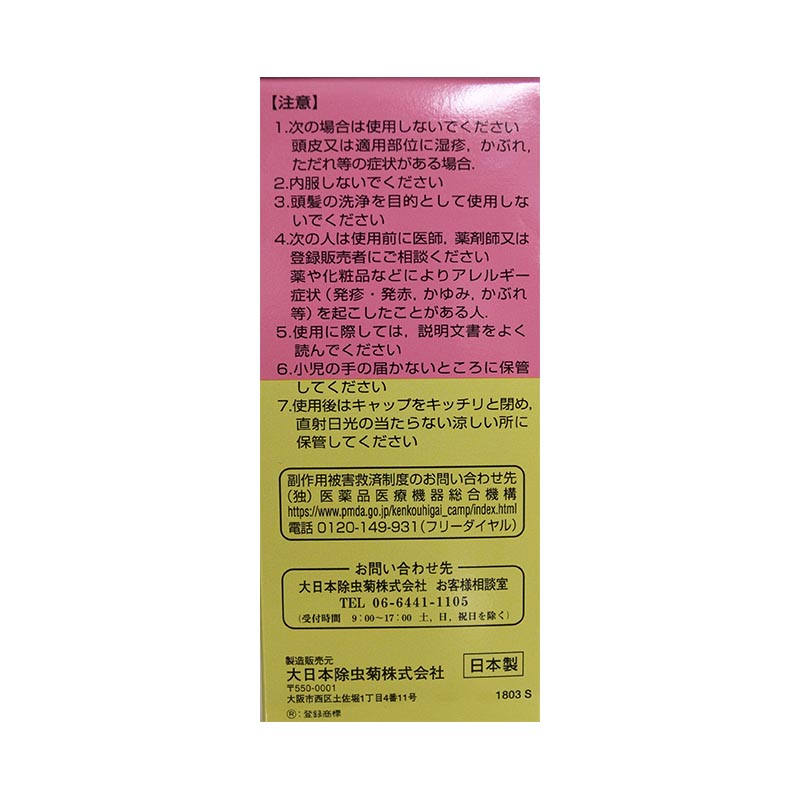 【注意】
1.次の場合は使用しないでください
頭皮又は適用部位に湿疹,かぶれ,
ただれ等の症状がある場合.
2.内服しないでください
3.頭髪の洗浄を目的として使用しな
いでください
4.次の人は使用前に医師,薬剤師又は
登録販売者にご相談ください
薬や化粧品などによりアレルギー
症状(発疹・発赤,かゆみ,かぶれ
等)を起こしたことがある人.
5.使用に際しては,説明文書をよく
読んでください
6.小児の手の届かないところに保管
してください
7.使用後はキャップをキッチリと閉め,
直射日光の当たらない涼しい所に
保管してください
副作用被害救済制度のお問い合わせ先
(独)医薬品医療機器総合機構
https://www.pmda.go.jp/kenkouhigai_camp/index.html
電話 0120-149-931(フリーダイヤル)
お問い合わせ先
大日本除虫菊株式会社 お客様相談室
TEL 06-6441-1105
(受付時間 9:00〜17:00 土,日,祝日を除く)
製造販売元
大日本除虫菊株式会社
日本製
〒550-0001
大阪市西区土佐堀1丁目4番11号
1803 S
Ⓡ:登録商標